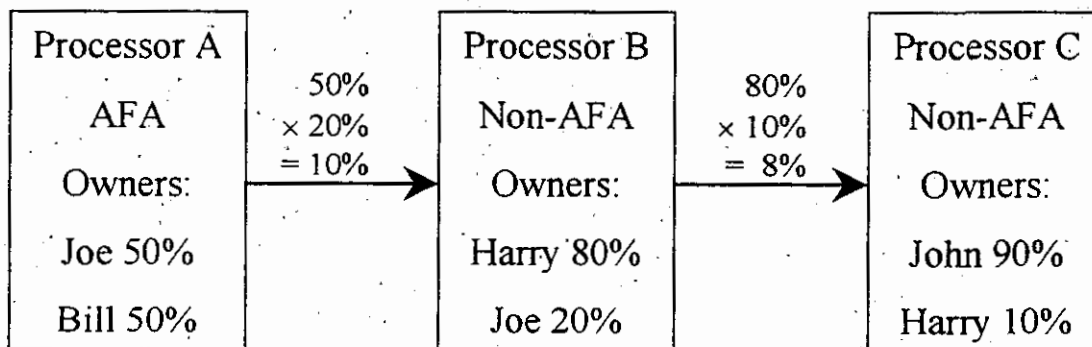 Processor A
AFA
Owners:
Joe 50%
Bill 50%
50%
× 20%
= 10%
Processor B
Non-AFA
Owners:
Harry 80%
Joe 20%
80%
× 10%
= 8%
Processor C
Non-AFA
Owners:
John 90%
Harry 10%